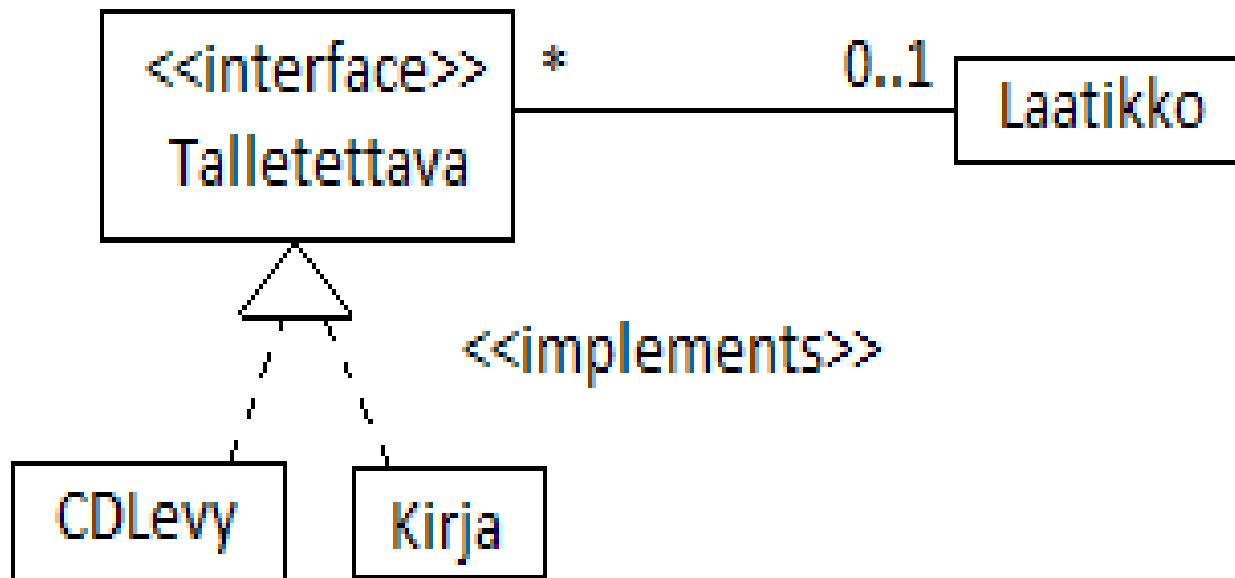 <<interface>> * 0..1
Talletettava
Laatikko
<<implements>>
CDLevy
Kirja